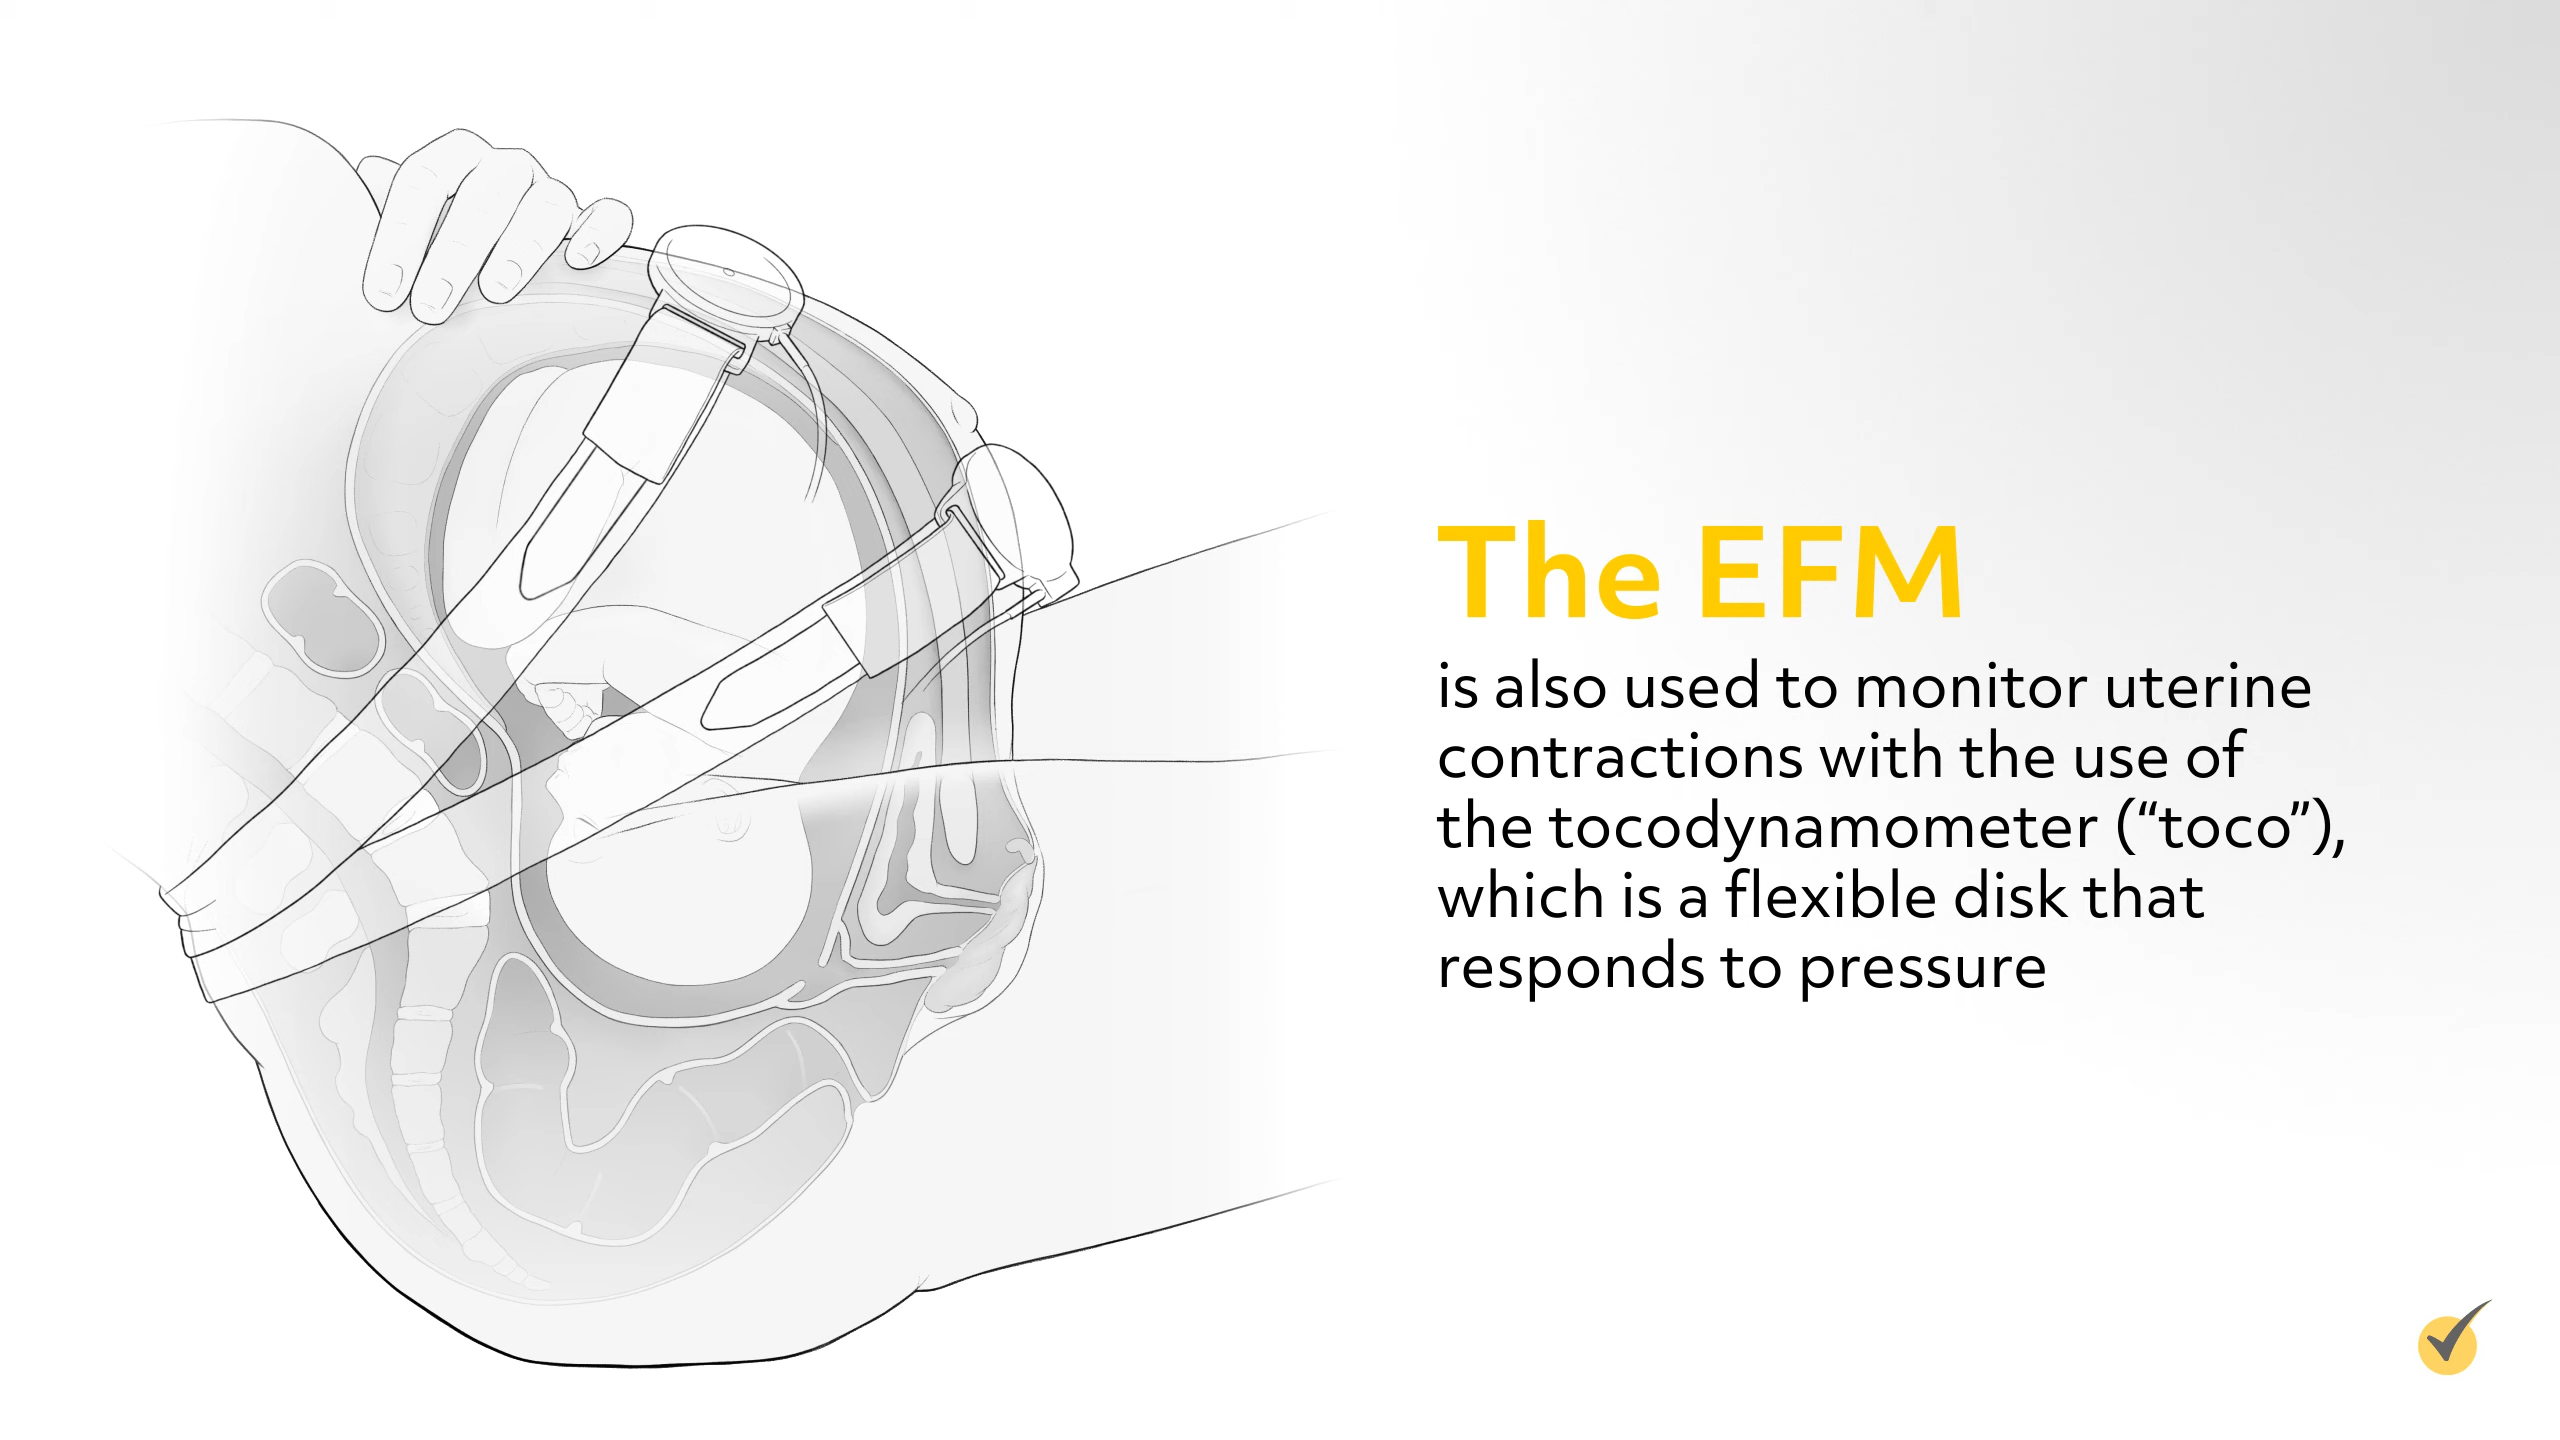 The EFM
is also used to monitor uterine
contractions with the use of
the tocodynamometer (“toco”),
which is a flexible disk that
responds to pressure